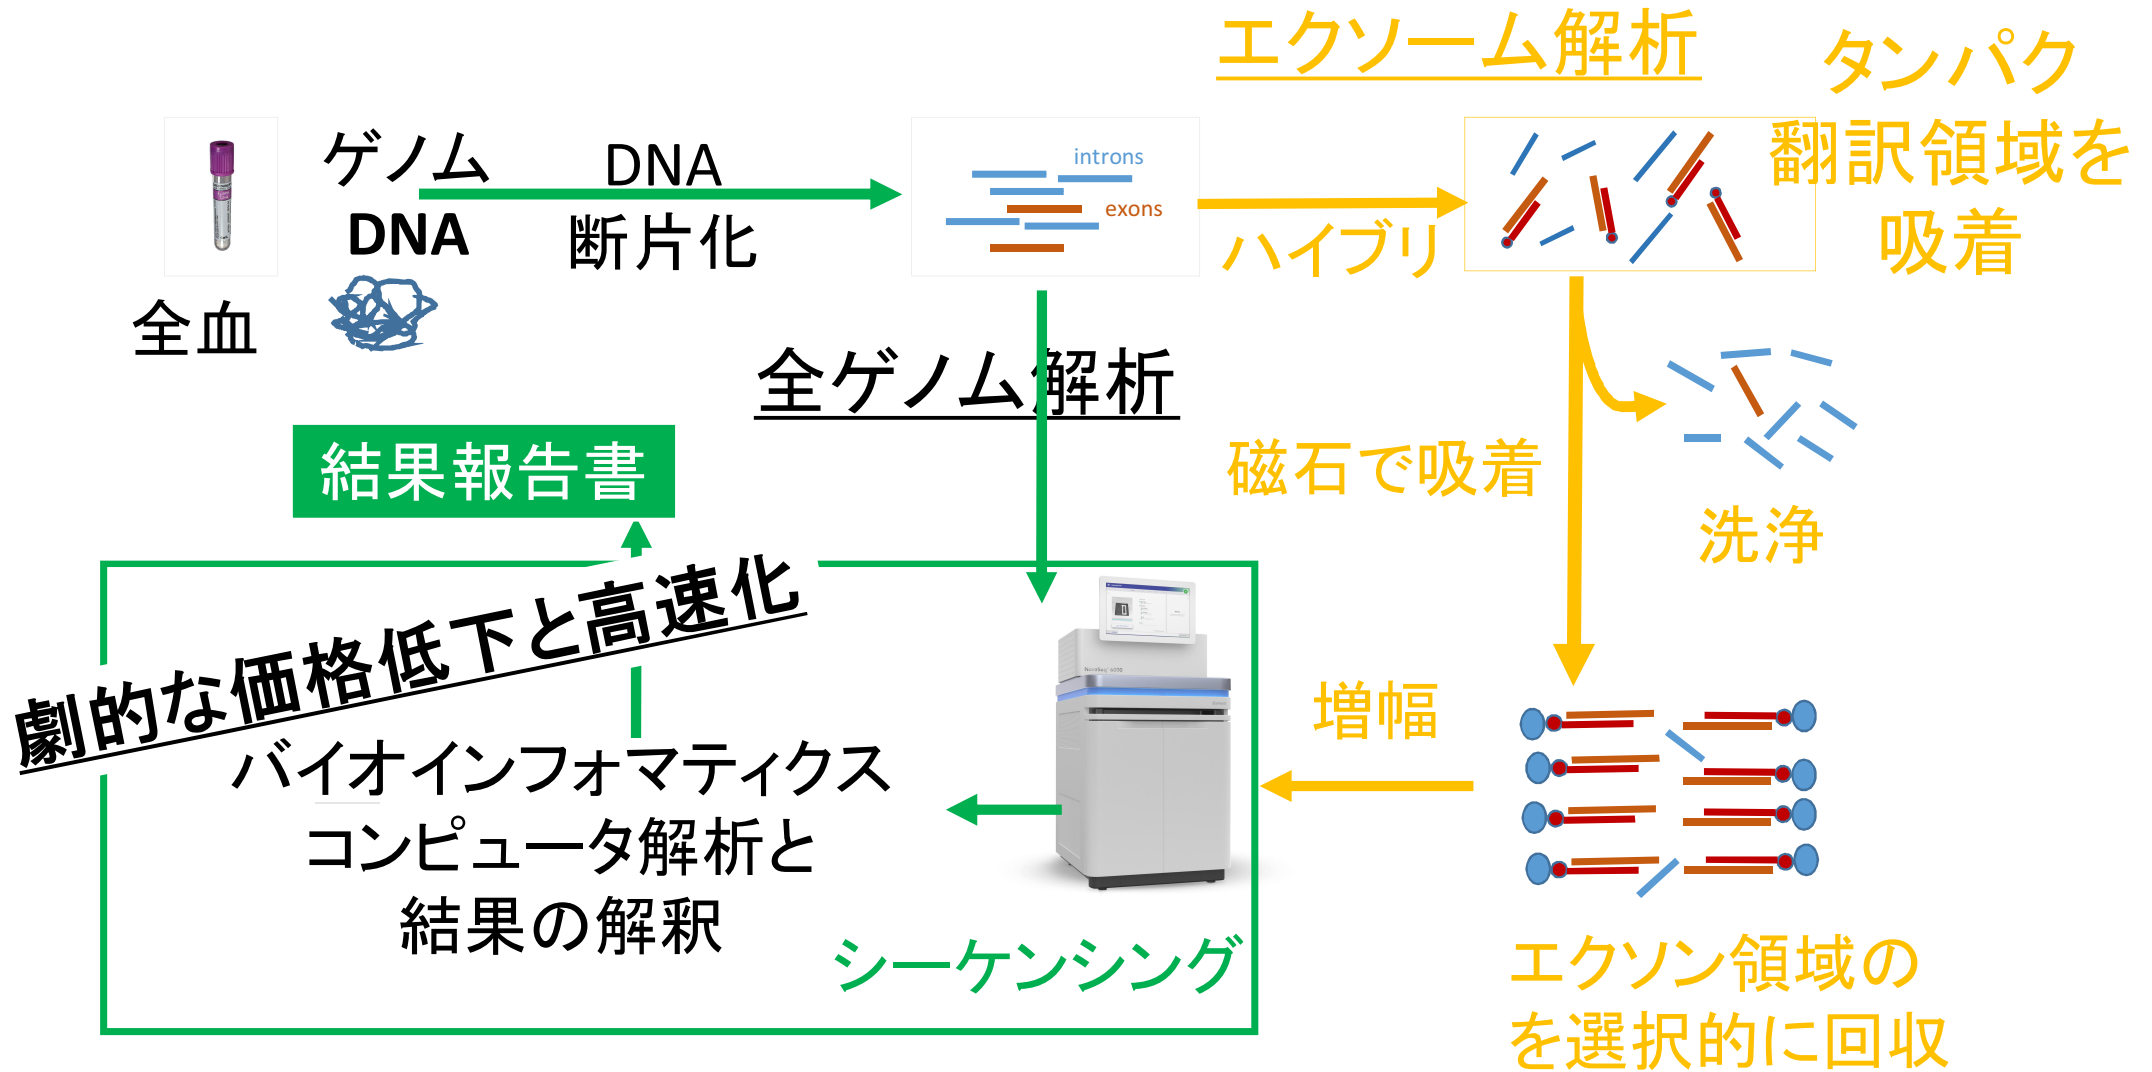 エクソーム解析
タンパク
翻訳領域を
吸着
ゲノム
DNA
DNA
断片化
introns
exons
ハイブリ
全血
全ゲノム解析
結果報告書
磁石で吸着
洗浄
劇的な価格低下と高速化
増幅
バイオインフォマティクス
コンピュータ解析と
結果の解釈
シーケンシング
エクソン領域の
を選択的に回収